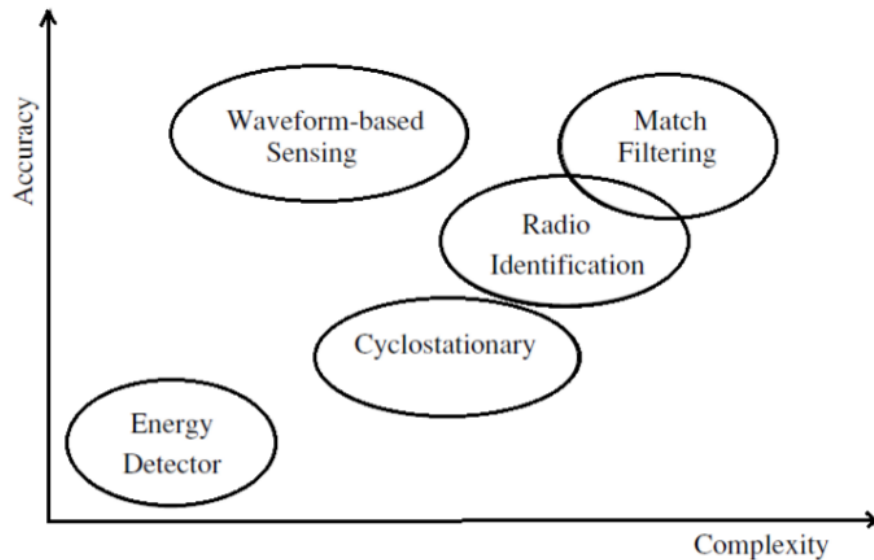 Accuracy
Waveform-based
Sensing
Match
Filtering
Radio
Identification
Cyclostationary
Energy
Detector
Complexity